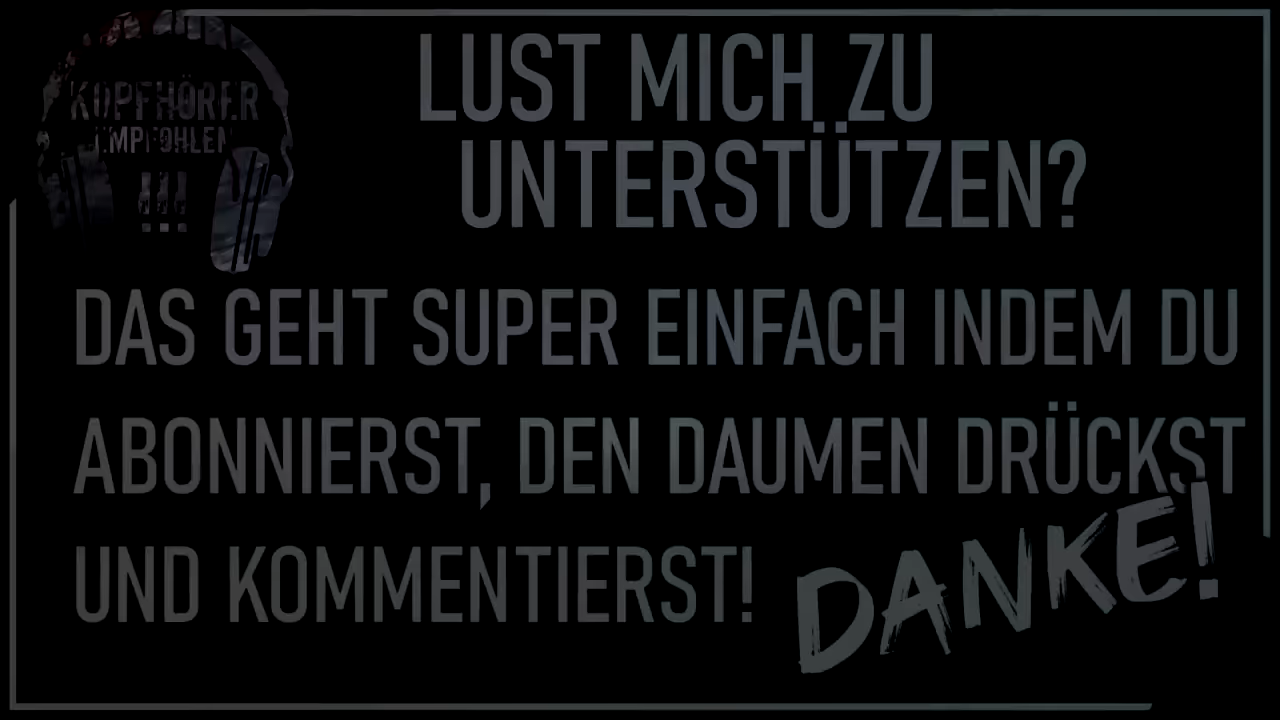 KOPFHÖRER
EMPFOHLEN
!!!
LUST MICH ZU
UNTERSTÜTZEN?
DAS GEHT SUPER EINFACH INDEM DU
ABONNIERST, DEN DAUMEN DRÜCKST
UND KOMMENTIERST!
DANKE!